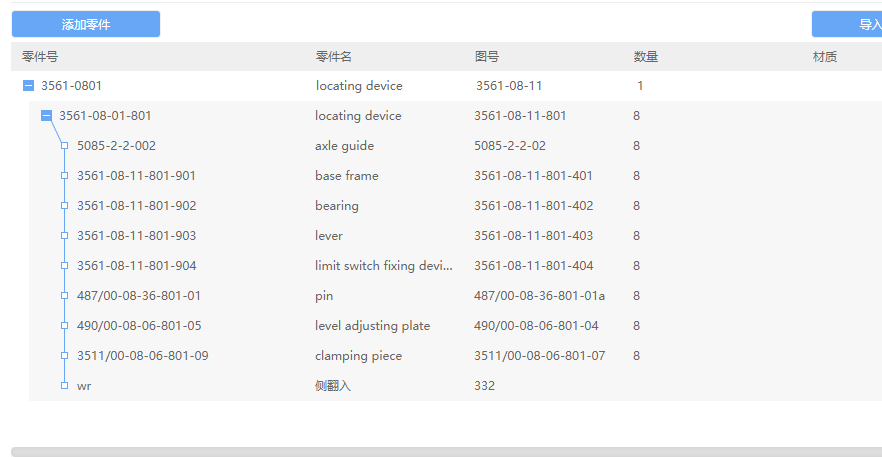 添加零件 导入
零件号 零件名 图号 数量 材质
3561-0801 locating device 3561-08-11 1
3561-08-01-801 locating device 3561-08-11-801 8
5085-2-2-002 axle guide 5085-2-2-02 8
3561-08-11-801-901 base frame 3561-08-11-801-401 8
3561-08-11-801-902 bearing 3561-08-11-801-402 8
3561-08-11-801-903 lever 3561-08-11-801-403 8
3561-08-11-801-904 limit switch fixing devi... 3561-08-11-801-404 8
487/00-08-36-801-01 pin 487/00-08-36-801-01a 8
490/00-08-06-801-05 level adjusting plate 490/00-08-06-801-04 8
3511/00-08-06-801-09 clamping piece 3511/00-08-06-801-07 8
wr 侧翻入 332